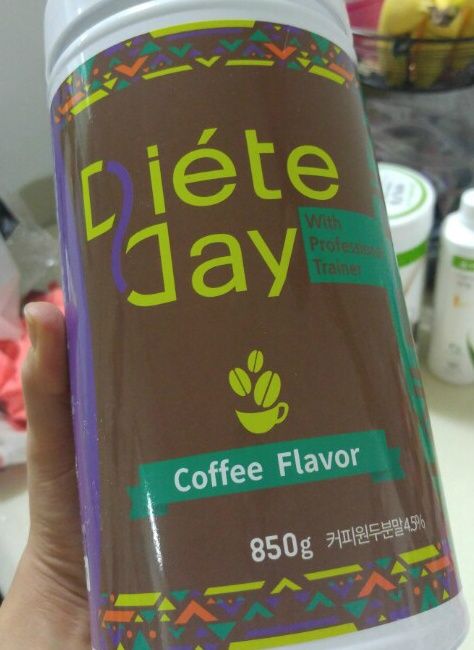 Diéte
Day
With
Professional
Trainer
Coffee Flavor
850g 커피원두분말4.5%